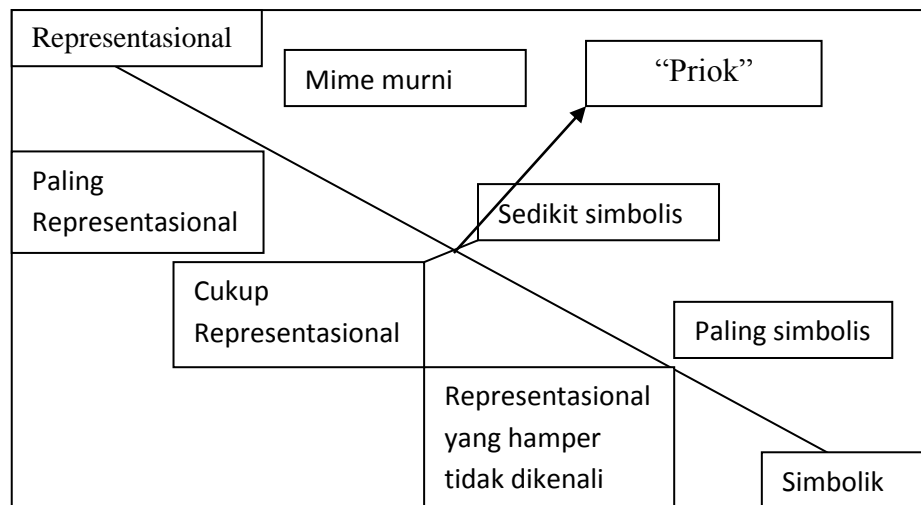 Representasional
Mime murni
“Priok”
Paling
Representasional
Sedikit simbolis
Cukup
Representasional
Paling simbolis
Representasional
yang hamper
tidak dikenali
Simbolik